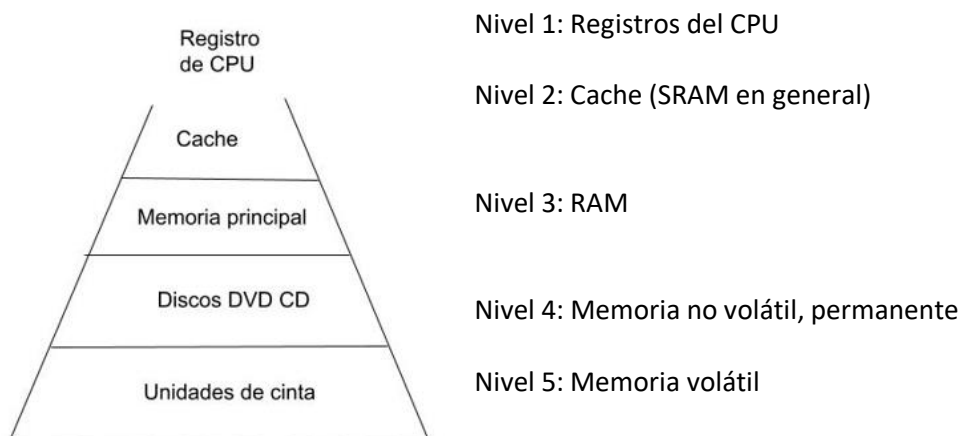 Registro
de CPU
Cache
Memoria principal
Discos DVD CD
Unidades de cinta
Nivel 1: Registros del CPU
Nivel 2: Cache (SRAM en general)
Nivel 3: RAM
Nivel 4: Memoria no volátil, permanente
Nivel 5: Memoria volátil